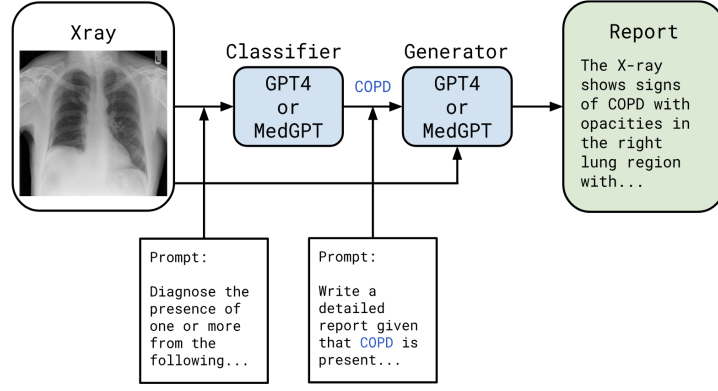 Xray
Classifier
GPT4
or
MedGPT
COPD
Generator
GPT4
or
MedGPT
Report
The X-ray
shows signs
of COPD with
opacities in
the right
lung region
with...
Prompt:
Diagnose the
presence of
one or more
from the
following...
Prompt:
Write a
detailed
report given
that COPD is
present...